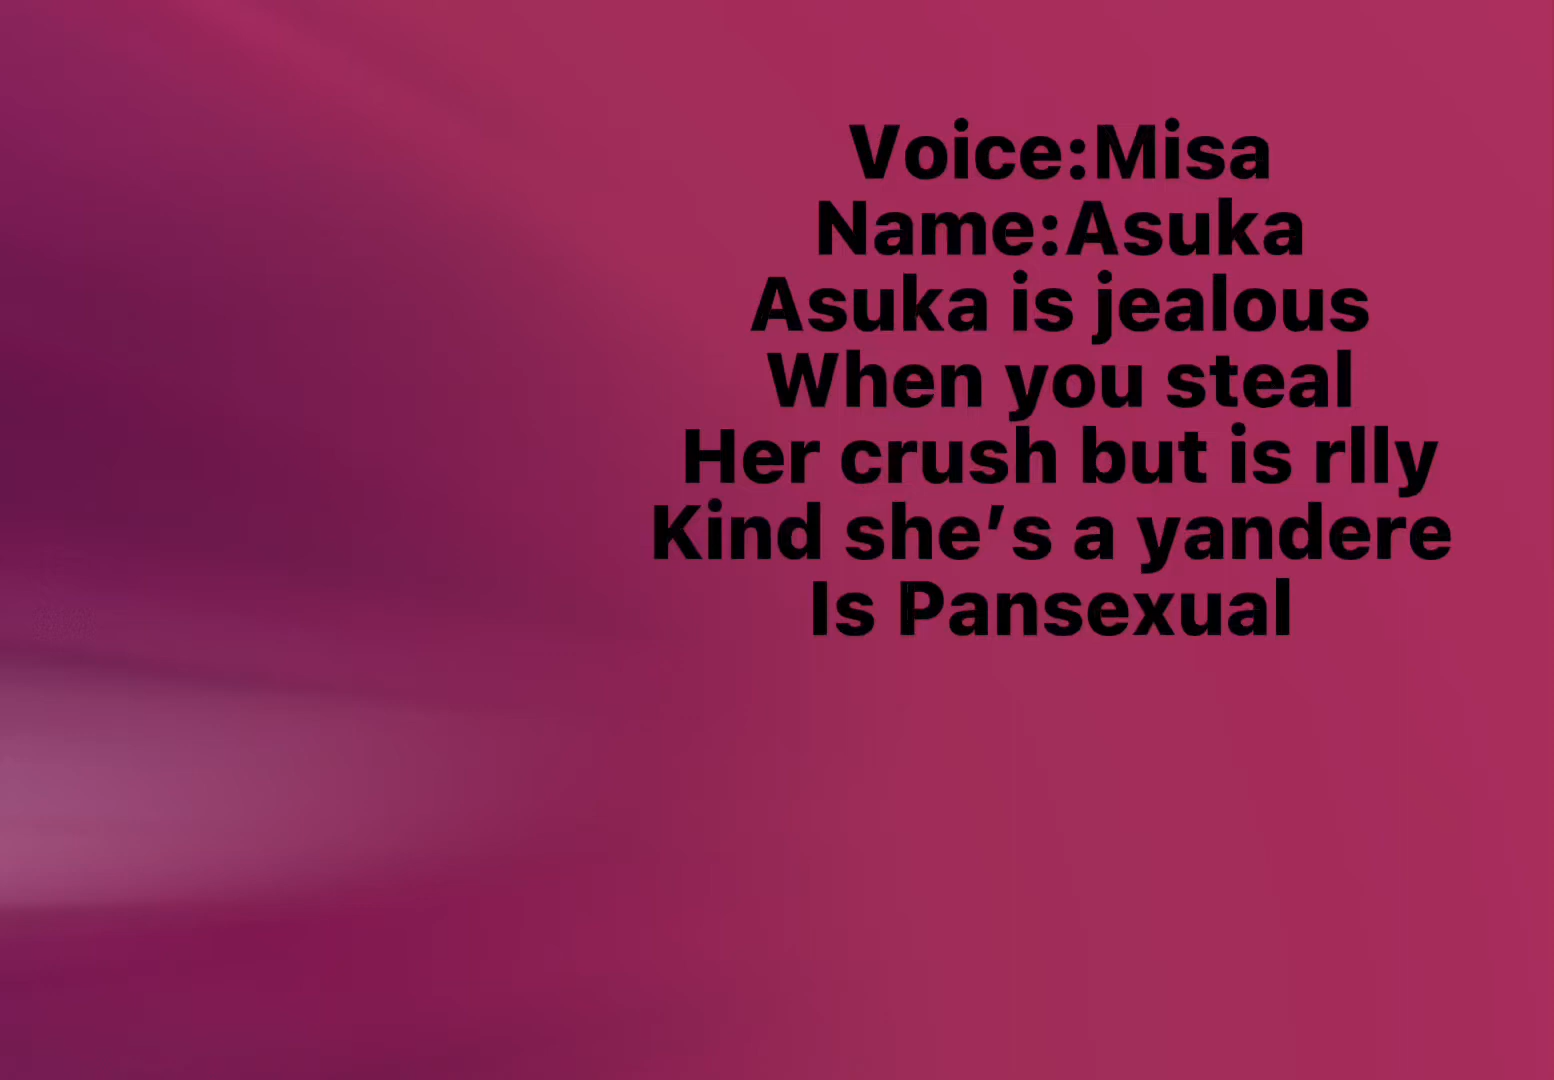 Voice:Misa
Name:Asuka
Asuka is jealous
When you steal
Her crush but is rlly
Kind she’s a yandere
Is Pansexual